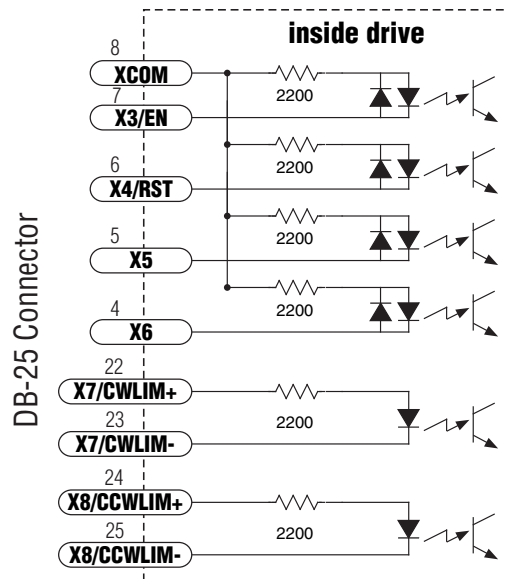 inside drive
8
XCOM
2200
7
X3/EN
6
X4/RST
2200
5
X5
2200
4
X6
2200
22
X7/CWLIM+
23
X7/CWLIM-
2200
24
X8/CCWLIM+
25
X8/CCWLIM-
2200
DB-25 Connector